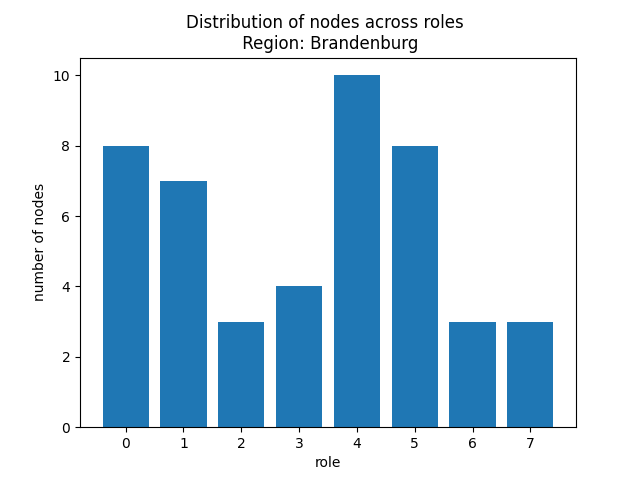 Distribution of nodes across roles
Region: Brandenburg
number of nodes
10
8
6
4
2
0
0 1 2 3 4 5 6 7
role